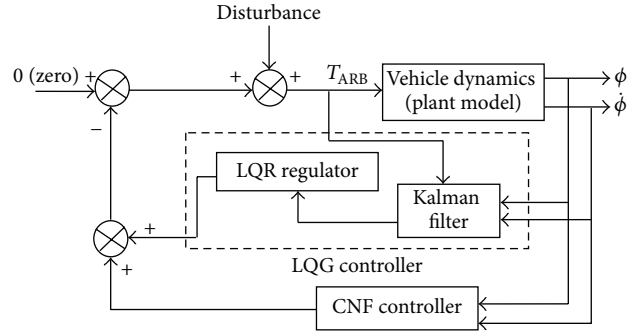 Disturbance
0 (zero)
+
+
+
T_ARB
Vehicle dynamics
(plant model)
ϕ
ϕ̇
−
LQR regulator
Kalman
filter
+
+
LQG controller
CNF controller